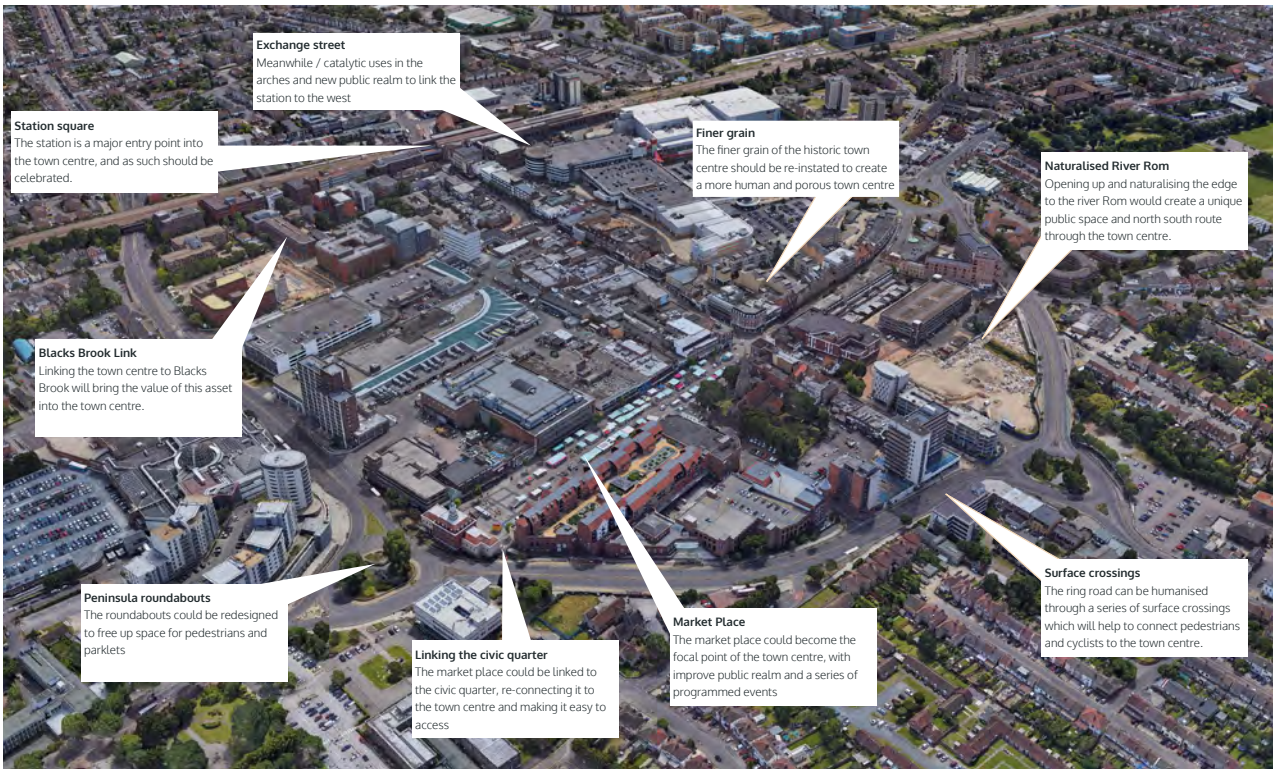 Exchange street
Meanwhile / catalytic uses in the
arches and new public realm to link the
station to the west
Station square
The station is a major entry point into
the town centre, and as such should be
celebrated.
Finer grain
The finer grain of the historic town
centre should be re-instated to create
a more human and porous town centre
Naturalised River Rom
Opening up and naturalising the edge
to the river Rom would create a unique
public space and north south route
through the town centre.
Blacks Brook Link
Linking the town centre to Blacks
Brook will bring the value of this asset
into the town centre.
Peninsula roundabouts
The roundabouts could be redesigned
to free up space for pedestrians and
parklets
Linking the civic quarter
The market place could be linked to
the civic quarter, re-connecting it to
the town centre and making it easy to
access
Market Place
The market place could become the
focal point of the town centre, with
improve public realm and a series of
programmed events
Surface crossings
The ring road can be humanised
through a series of surface crossings
which will help to connect pedestrians
and cyclists to the town centre.